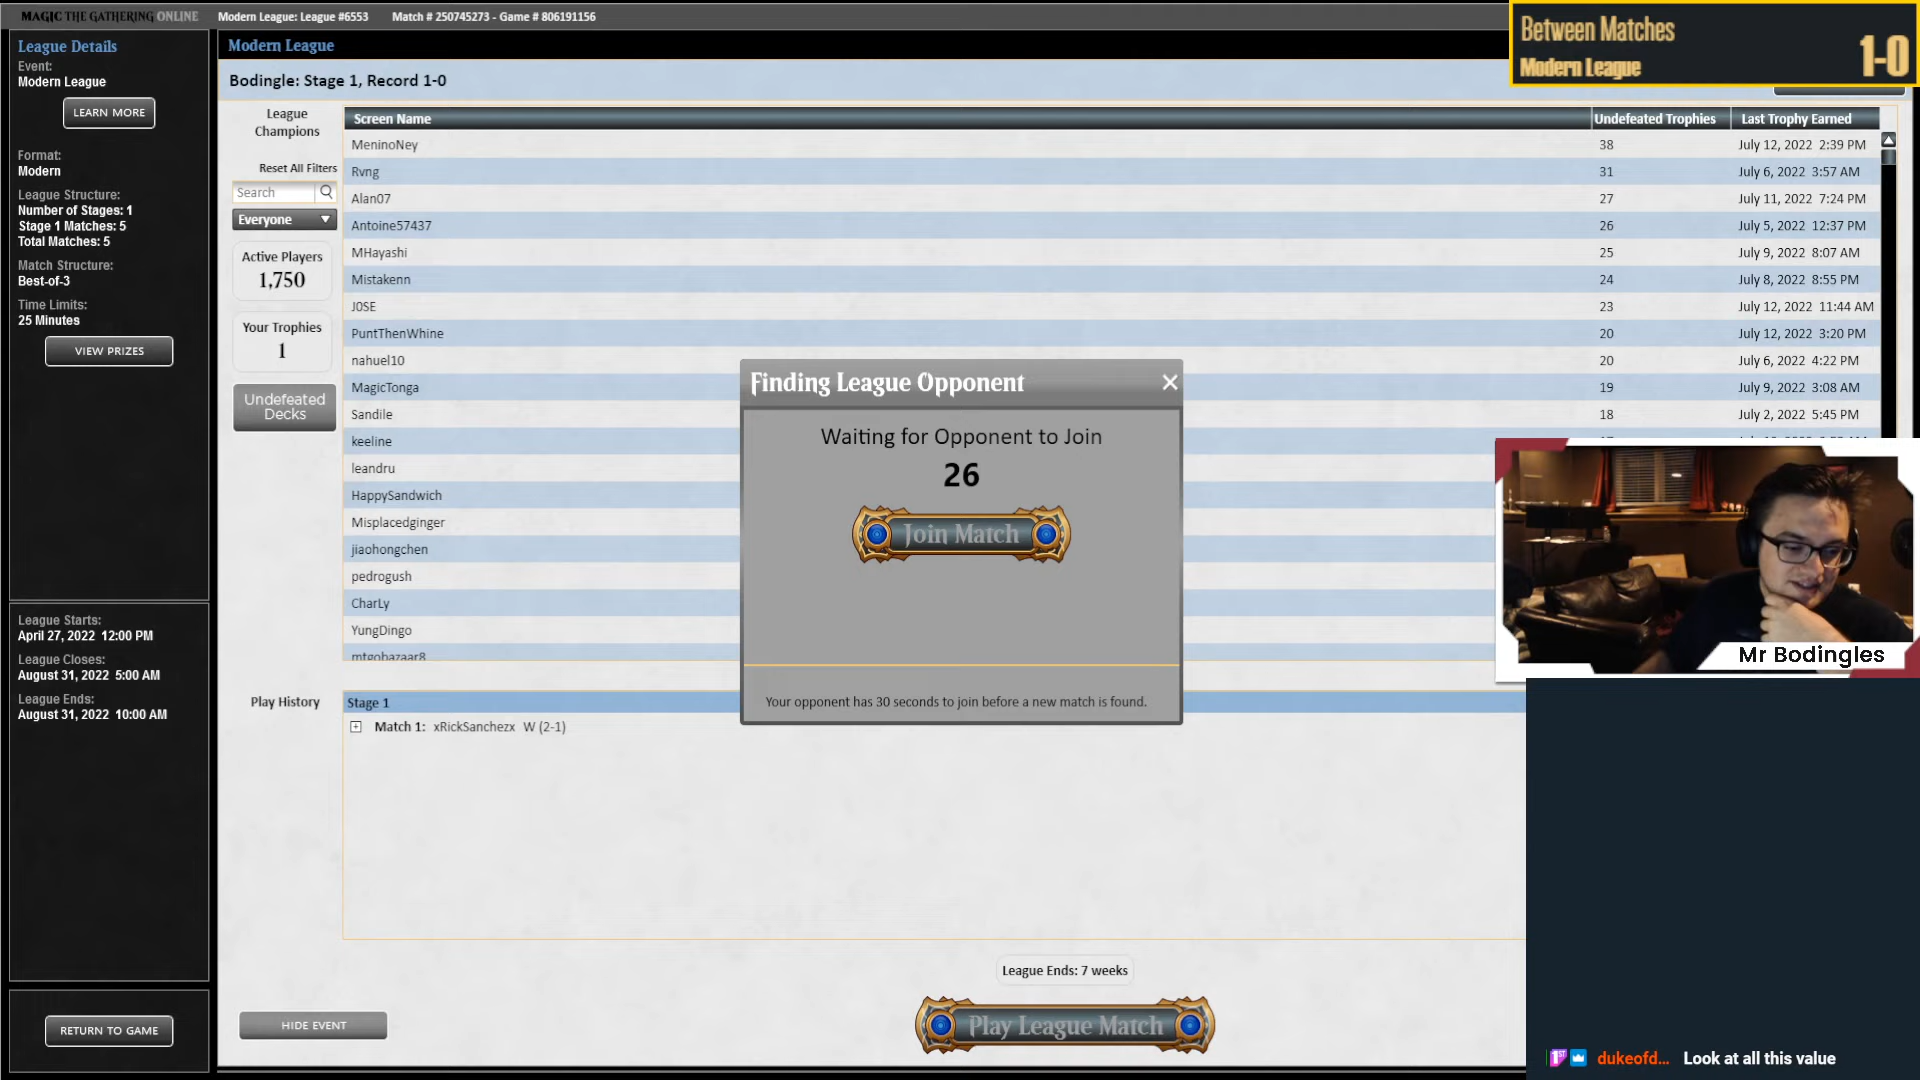 MAGIC THE GATHERING ONLINE
Modern League: League #6553
Match # 250745273 - Game # 806191156
Between Matches
Modern League
1-0
League Details
Event:
Modern League
LEARN MORE
Format:
Modern
League Structure:
Number of Stages: 1
Stage 1 Matches: 5
Total Matches: 5
Match Structure:
Best-of-3
Time Limits:
25 Minutes
VIEW PRIZES
League Starts:
April 27, 2022 12:00 PM
League Closes:
August 31, 2022 5:00 AM
League Ends:
August 31, 2022 10:00 AM
RETURN TO GAME
Modern League
Bodingle: Stage 1, Record 1-0
League
Champions
Reset All Filters
Search
Everyone
Active Players
1,750
Your Trophies
1
Undefeated
Decks
Screen Name Undefeated Trophies Last Trophy Earned
MeninoNey 38 July 12, 2022 2:39 PM
Rvng 31 July 6, 2022 3:57 AM
Alan07 27 July 11, 2022 7:24 PM
Antoine57437 26 July 5, 2022 12:37 PM
MHayashi 25 July 9, 2022 8:07 AM
Mistakenn 24 July 8, 2022 8:55 PM
J0SE 23 July 12, 2022 11:44 AM
PuntThenWhine 20 July 12, 2022 3:20 PM
nahuel10 20 July 6, 2022 4:22 PM
MagicTonga 19 July 9, 2022 3:08 AM
Sandile 18 July 2, 2022 5:45 PM
keeline
leandru
HappySandwich
Misplacedginger
jiaohongchen
pedrogush
CharLy
YungDingo
mtgobazaar8
Finding League Opponent
Waiting for Opponent to Join
26
Join Match
Your opponent has 30 seconds to join before a new match is found.
Mr Bodingles
Play History
Stage 1
Match 1: xRickSanchezx W (2-1)
League Ends: 7 weeks
HIDE EVENT
Play League Match
1ST dukeofd... Look at all this value